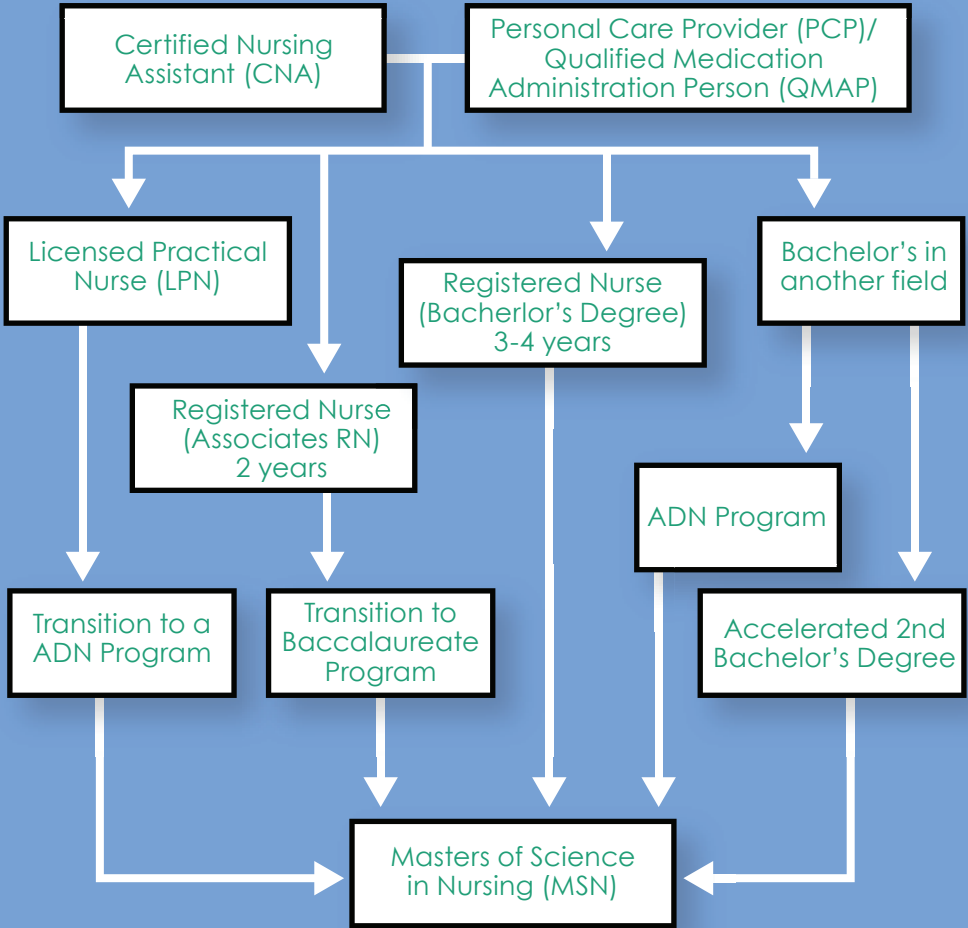 Certified Nursing
Assistant (CNA)
Personal Care Provider (PCP)/
Qualified Medication
Administration Person (QMAP)
Licensed Practical
Nurse (LPN)
Registered Nurse
(Bacherlor's Degree)
3-4 years
Bachelor's in
another field
Registered Nurse
(Associates RN)
2 years
ADN Program
Transition to a
ADN Program
Transition to
Baccalaureate
Program
Accelerated 2nd
Bachelor's Degree
Masters of Science
in Nursing (MSN)